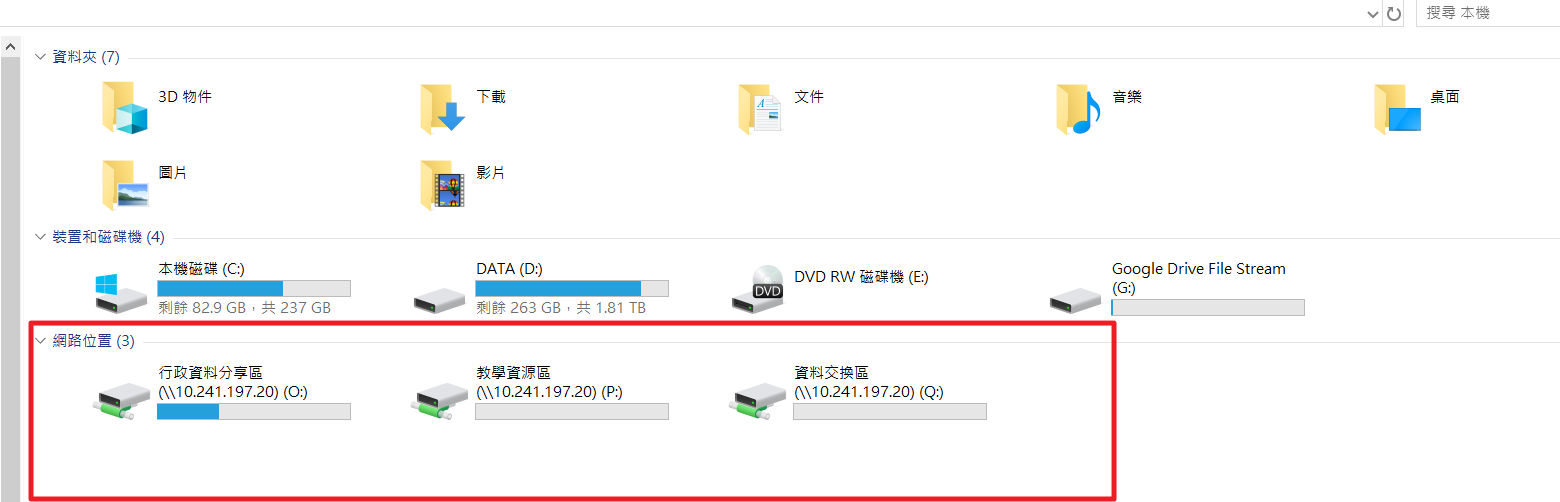 搜尋 本機
資料夾 (7)
3D 物件
下載
文件
音樂
桌面
圖片
影片
裝置和磁碟機 (4)
本機磁碟 (C:)
剩餘 82.9 GB，共 237 GB
DATA (D:)
剩餘 263 GB，共 1.81 TB
DVD
DVD RW 磁碟機 (E:)
Google Drive File Stream
(G:)
網路位置 (3)
行政資料分享區
(\\10.241.197.20) (O:)
教學資源區
(\\10.241.197.20) (P:)
資料交換區
(\\10.241.197.20) (Q:)